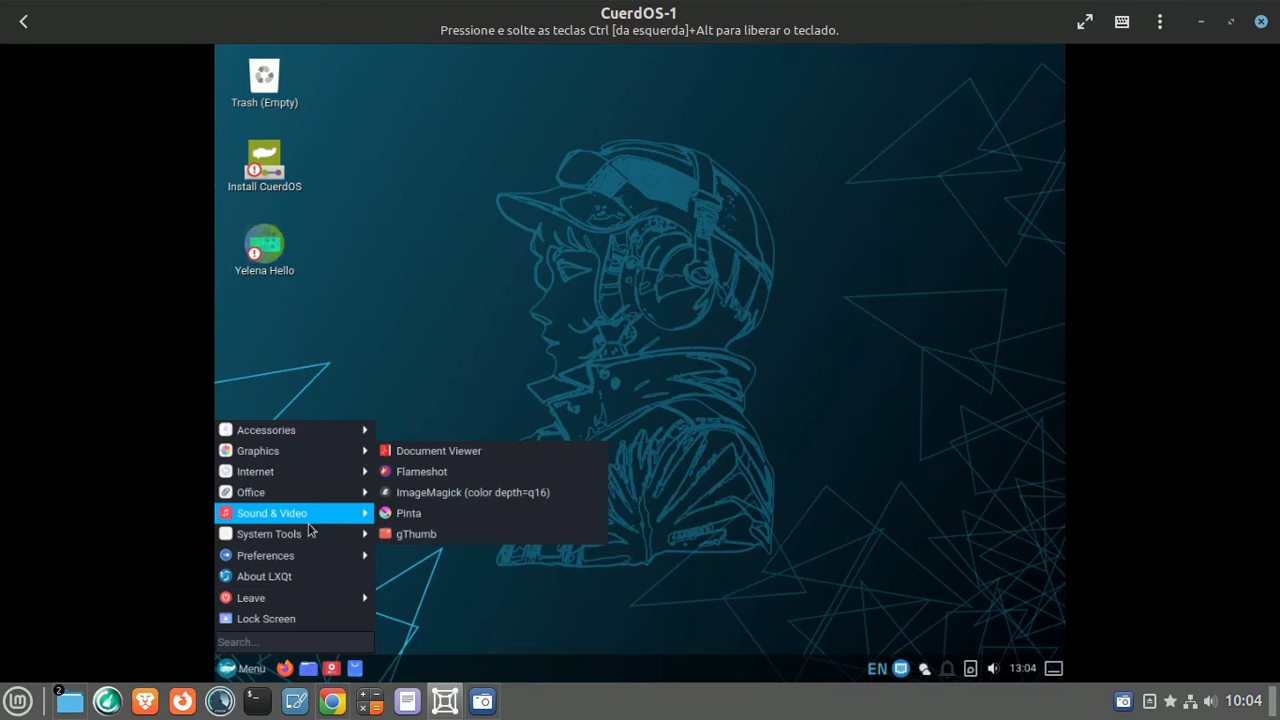 CuerdOS-1
Pressione e solte as teclas Ctrl [da esquerda]+Alt para liberar o teclado.
Trash (Empty)
Install CuerdOS
Yelena Hello
Accessories
Graphics
Internet
Office
Sound & Video
System Tools
Preferences
About LXQt
Leave
Lock Screen
Search...
Document Viewer
Flameshot
ImageMagick (color depth=q16)
Pinta
gThumb
Menu
EN
13:04
2
10:04